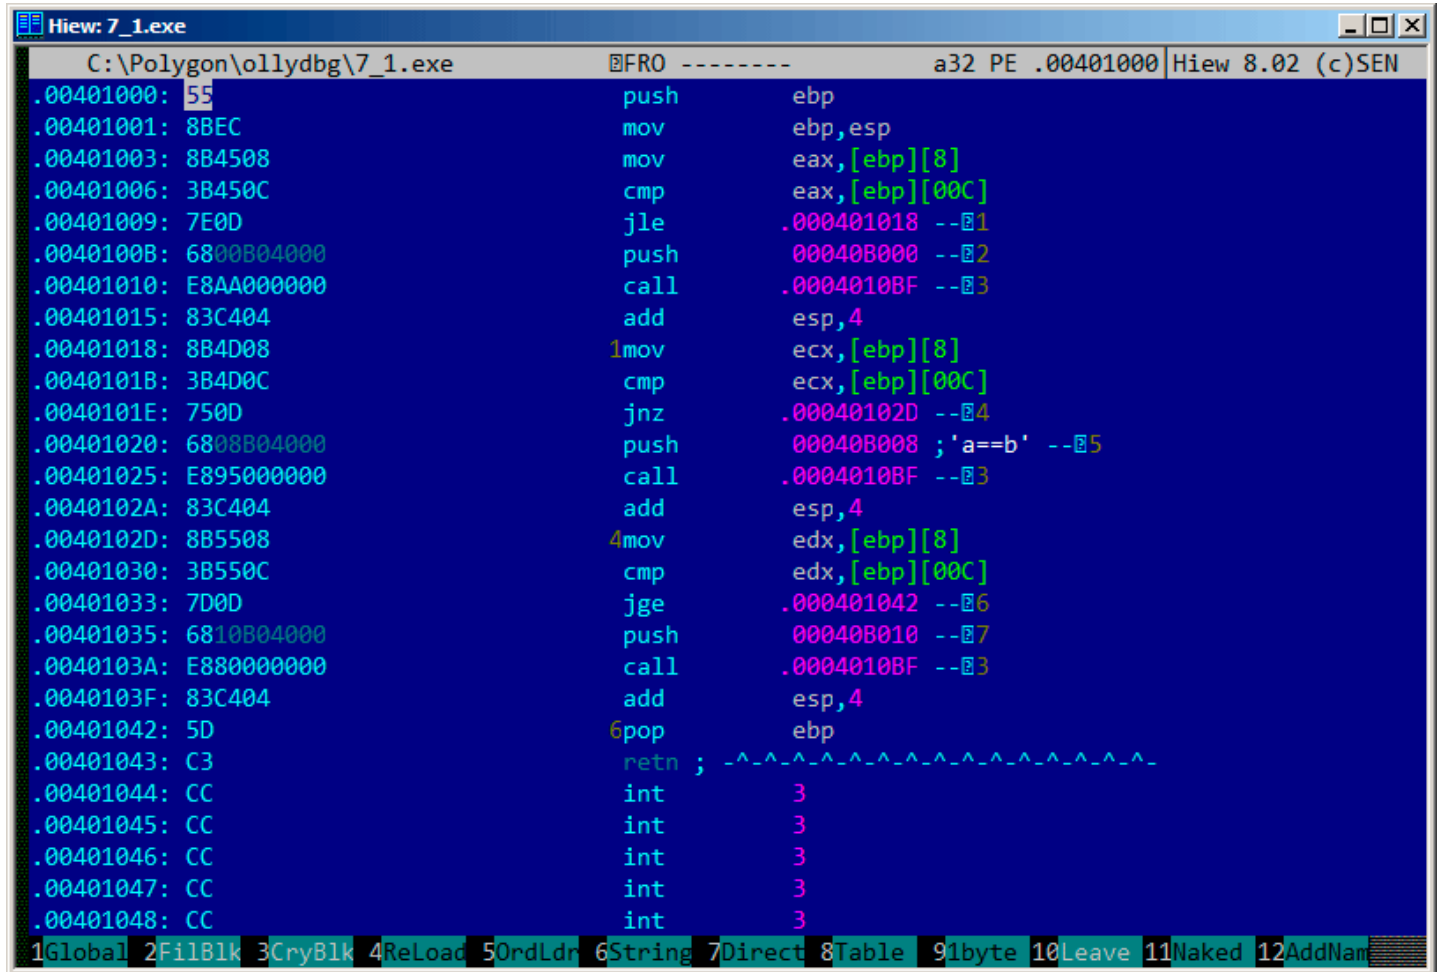 Hiew: 7_1.exe
C:\Polygon\ollydbg\7_1.exe FRO -------- a32 PE .00401000|Hiew 8.02 (c)SEN
.00401000: 55 push ebp
.00401001: 8BEC mov ebp,esp
.00401003: 8B4508 mov eax,[ebp][8]
.00401006: 3B450C cmp eax,[ebp][00C]
.00401009: 7E0D jle .000401018 --1
.0040100B: 6800B04000 push 00040B000 --2
.00401010: E8AA000000 call .0004010BF --3
.00401015: 83C404 add esp,4
.00401018: 8B4D08 1mov ecx,[ebp][8]
.0040101B: 3B4D0C cmp ecx,[ebp][00C]
.0040101E: 750D jnz .00040102D --4
.00401020: 6808B04000 push 00040B008 ;'a==b' --5
.00401025: E895000000 call .0004010BF --3
.0040102A: 83C404 add esp,4
.0040102D: 8B5508 4mov edx,[ebp][8]
.00401030: 3B550C cmp edx,[ebp][00C]
.00401033: 7D0D jge .000401042 --6
.00401035: 6810B04000 push 00040B010 --7
.0040103A: E880000000 call .0004010BF --3
.0040103F: 83C404 add esp,4
.00401042: 5D 6pop ebp
.00401043: C3 retn ; -^-^-^-^-^-^-^-^-^-^-^-^-^-^-^-
.00401044: CC int 3
.00401045: CC int 3
.00401046: CC int 3
.00401047: CC int 3
.00401048: CC int 3
1Global 2FilBlk 3CryBlk 4ReLoad 5OrdLdr 6String 7Direct 8Table 91byte 10Leave 11Naked 12AddNam